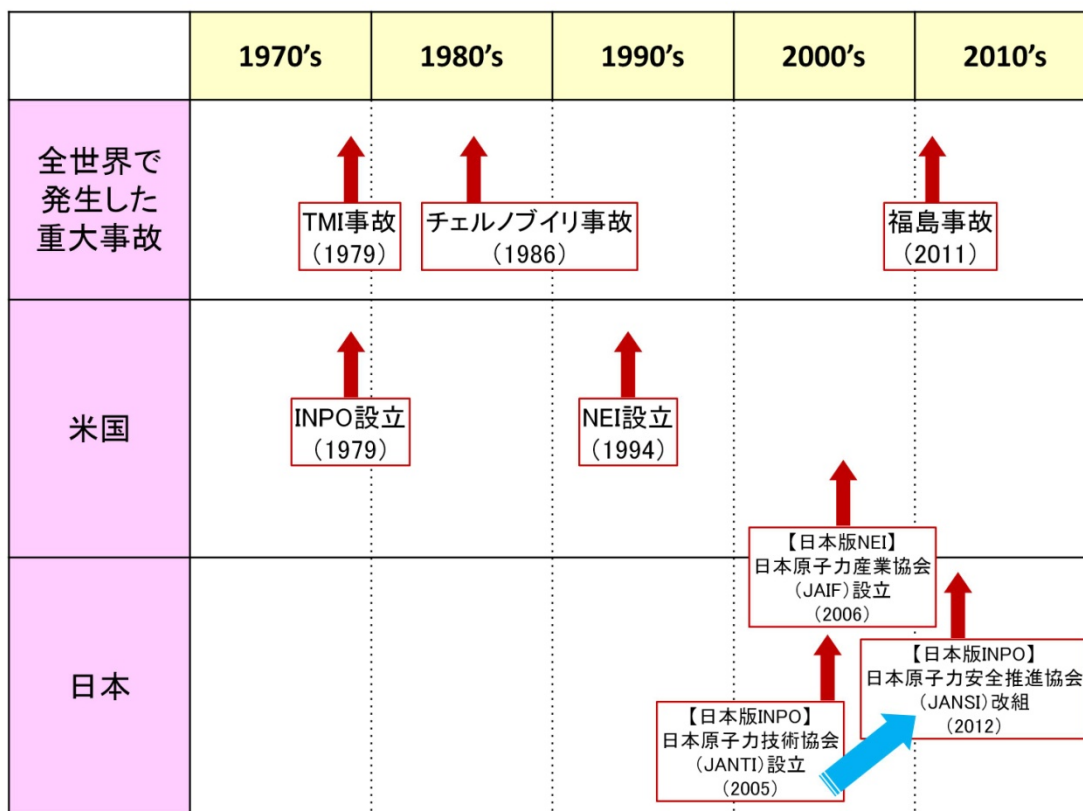 1970's
1980's
1990's
2000's
2010's
全世界で
発生した
重大事故
TMI事故
(1979)
チェルノブイリ事故
(1986)
福島事故
(2011)
米国
INPO設立
(1979)
NEI設立
(1994)
日本
【日本版NEI】
日本原子力産業協会
(JAIF)設立
(2006)
【日本版INPO】
日本原子力安全推進協会
(JANSI)改組
(2012)
【日本版INPO】
日本原子力技術協会
(JANTI)設立
(2005)